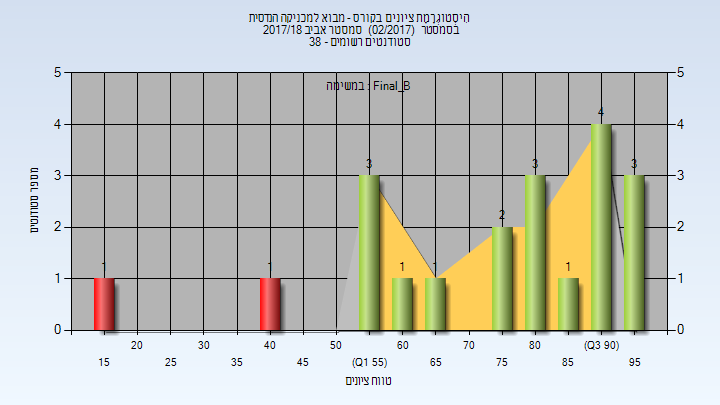 היסטוגרמת ציונים בקורס - מבוא למכניקה הנדסית
בסמסטר (02/2017) סמסטר אביב 2017/18
סטודנטים רשומים - 38
במשימה : Final_B
מספר סטודנטים
5 5
4 4
3 3
2 2
1 1
0 0
1 1 3 1 1 2 3 1 4 3
20 30 40 50 60 70 80 (Q3 90)
15 25 35 45 (Q1 55) 65 75 85 95
טווח ציונים